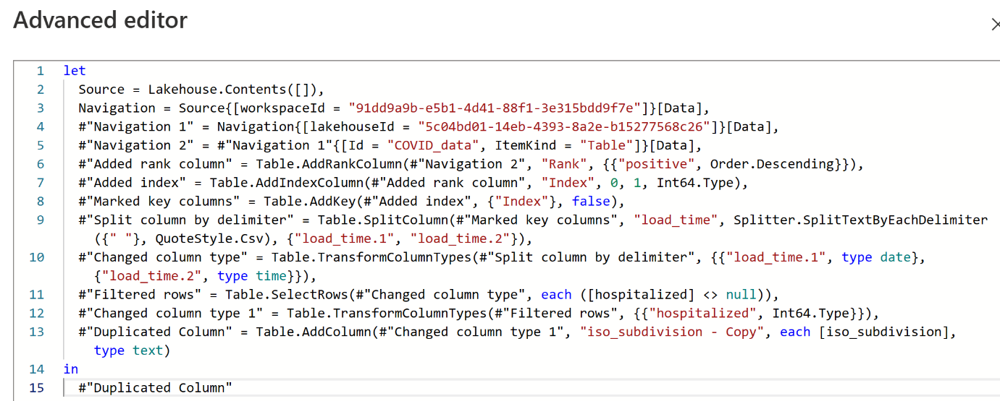 Advanced editor
1 let
2 Source = Lakehouse.Contents([]),
3 Navigation = Source{[workspaceId = "91dd9a9b-e5b1-4d41-88f1-3e315bdd9f7e"]}[Data],
4 #"Navigation 1" = Navigation{[lakehouseId = "5c04bd01-14eb-4393-8a2e-b15277568c26"]}[Data],
5 #"Navigation 2" = #"Navigation 1"{[Id = "COVID_data", ItemKind = "Table"]}[Data],
6 #"Added rank column" = Table.AddRankColumn(#"Navigation 2", "Rank", {{"positive", Order.Descending}}),
7 #"Added index" = Table.AddIndexColumn(#"Added rank column", "Index", 0, 1, Int64.Type),
8 #"Marked key columns" = Table.AddKey(#"Added index", {"Index"}, false),
9 #"Split column by delimiter" = Table.SplitColumn(#"Marked key columns", "load_time", Splitter.SplitTextByEachDelimiter
({" "}, QuoteStyle.Csv), {"load_time.1", "load_time.2"}),
10 #"Changed column type" = Table.TransformColumnTypes(#"Split column by delimiter", {{"load_time.1", type date},
{"load_time.2", type time}}),
11 #"Filtered rows" = Table.SelectRows(#"Changed column type", each ([hospitalized] <> null)),
12 #"Changed column type 1" = Table.TransformColumnTypes(#"Filtered rows", {{"hospitalized", Int64.Type}}),
13 #"Duplicated Column" = Table.AddColumn(#"Changed column type 1", "iso_subdivision - Copy", each [iso_subdivision],
type text)
14 in
15 #"Duplicated Column"